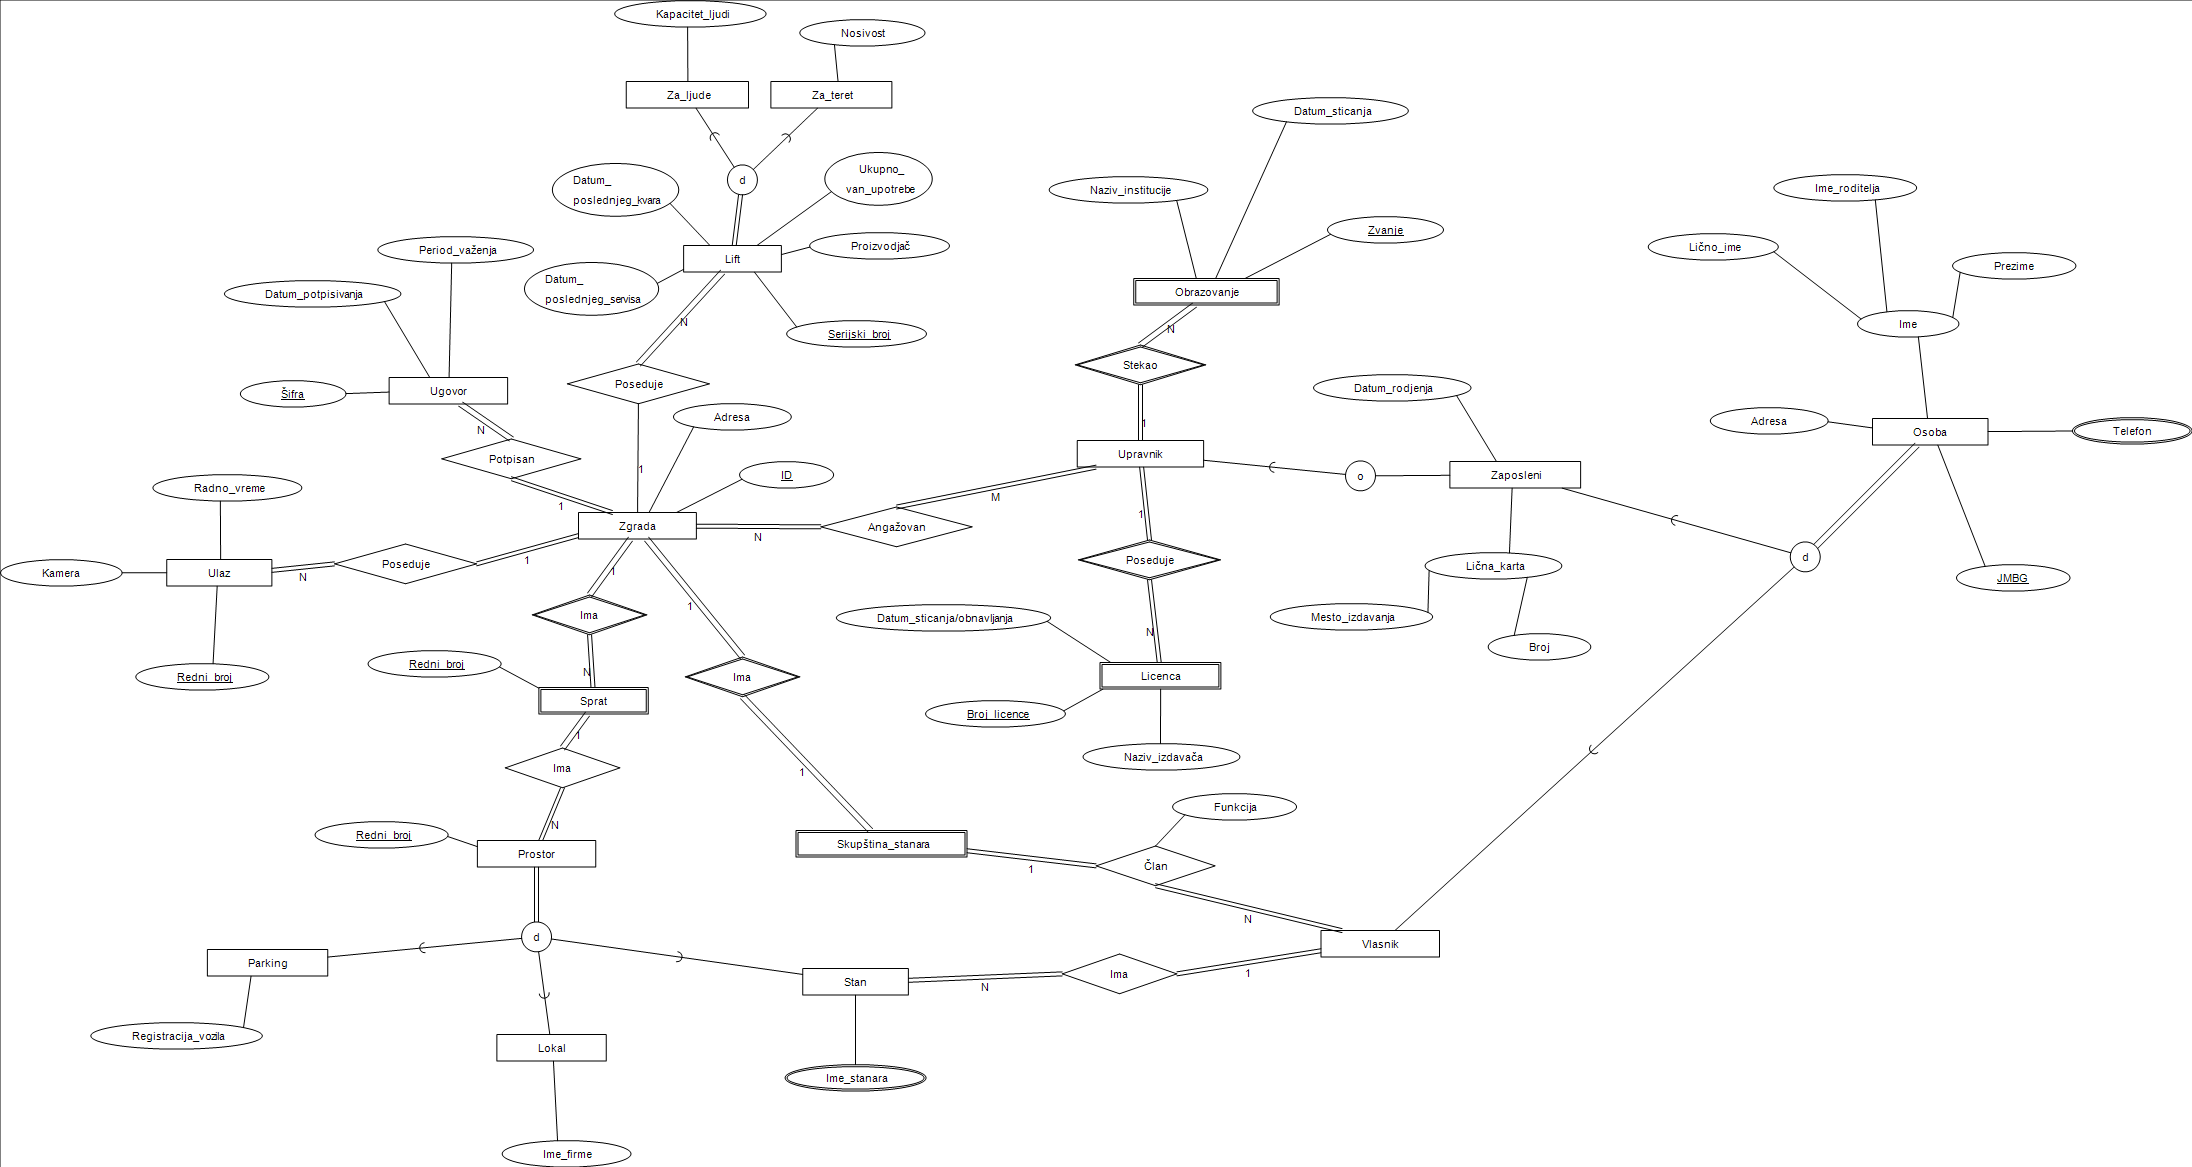 Kapacitet_ljudi
Nosivost
Za_ljude
Za_teret
Datum_sticanja
d
Datum_
poslednjeg_kvara
Ukupno_
van_upotrebe
Naziv_institucije
Ime_roditelja
Zvanje
Period_važenja
Proizvodjač
Lično_ime
Lift
Prezime
Datum_
poslednjeg_servisa
Datum_potpisivanja
Obrazovanje
N
N
Ime
Serijski_broj
Stekao
Poseduje
Datum_rodjenja
Šifra
Ugovor
Adresa
1
Adresa
Osoba
Telefon
N
Potpisan
Upravnik
1
ID
o
Zaposleni
Radno_vreme
M
1
1
Zgrada
Angažovan
N
d
Poseduje
1
Poseduje
Kamera
Ulaz
N
1
JMBG
1
Ima
Datum_sticanja/obnavljanja
Lična_karta
Mesto_izdavanja
N
Broj
Redni_broj
N
Ima
Licenca
Redni_broj
Sprat
Broj_licence
1
Naziv_izdavača
Ima
1
Funkcija
N
Redni_broj
Skupština_stanara
Prostor
1
Član
N
d
Vlasnik
Parking
Stan
N
Ima
1
Registracija_vozila
Lokal
Ime_stanara
Ime_firme